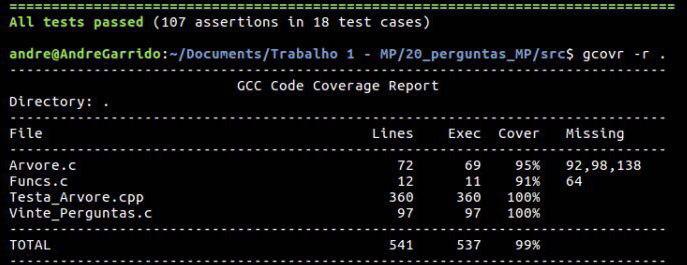 ===============================================================================
All tests passed (107 assertions in 18 test cases)
andre@AndreGarrido:~/Documents/Trabalho 1 - MP/20_perguntas_MP/src$ gcovr -r .
------------------------------------------------------------------------------
GCC Code Coverage Report
Directory: .
------------------------------------------------------------------------------
File Lines Exec Cover Missing
------------------------------------------------------------------------------
Arvore.c 72 69 95% 92,98,138
Funcs.c 12 11 91% 64
Testa_Arvore.cpp 360 360 100%
Vinte_Perguntas.c 97 97 100%
------------------------------------------------------------------------------
TOTAL 541 537 99%
------------------------------------------------------------------------------